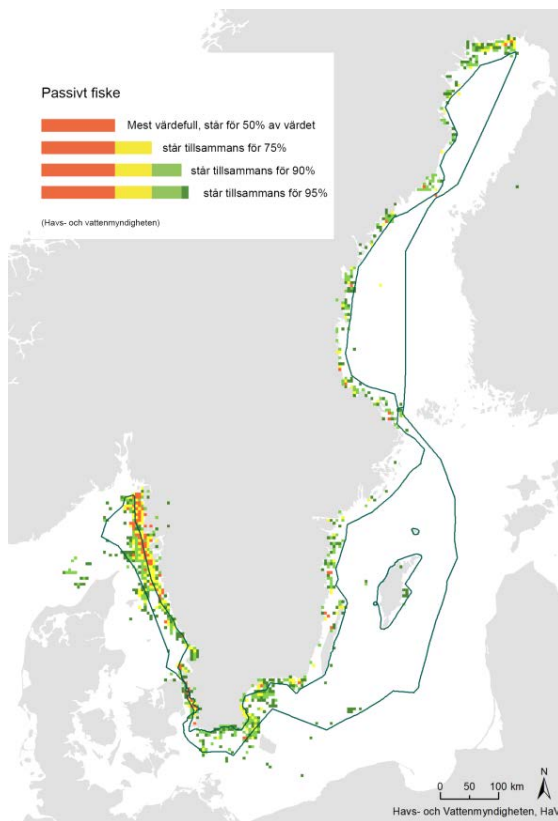 Passivt fiske
Mest värdefull, står för 50% av värdet
står tillsammans för 75%
står tillsammans för 90%
står tillsammans för 95%
(Havs- och vattenmyndigheten)
N
0 50 100 km
Havs- och Vattenmyndigheten, HaV